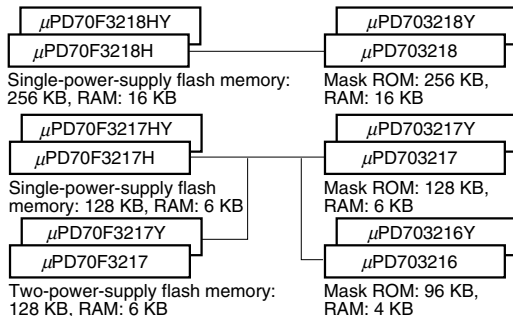 μPD70F3218HY
μPD70F3218H
Single-power-supply flash memory:
256 KB, RAM: 16 KB
μPD703218Y
μPD703218
Mask ROM: 256 KB,
RAM: 16 KB
μPD70F3217HY
μPD70F3217H
Single-power-supply flash
memory: 128 KB, RAM: 6 KB
μPD703217Y
μPD703217
Mask ROM: 128 KB,
RAM: 6 KB
μPD70F3217Y
μPD70F3217
Two-power-supply flash memory:
128 KB, RAM: 6 KB
μPD703216Y
μPD703216
Mask ROM: 96 KB,
RAM: 4 KB